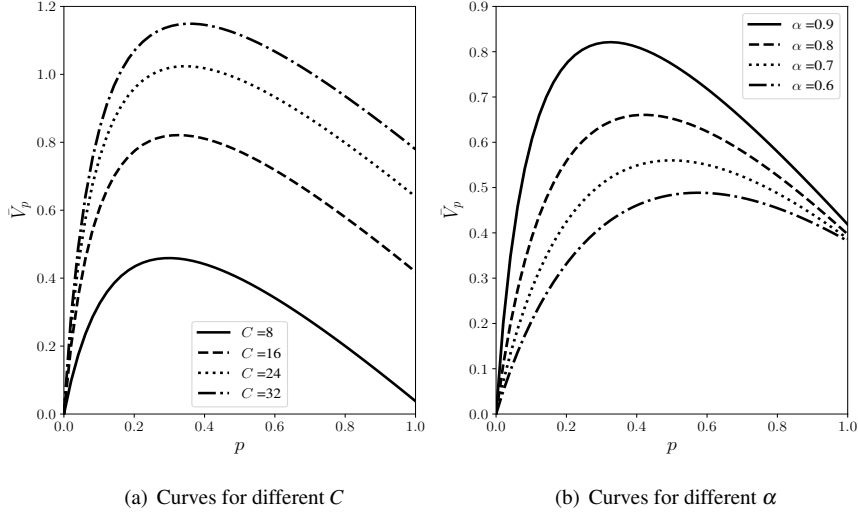 1.2
1.0
0.8
0.6
0.4
0.2
0.0
V̄p
C =8
C =16
C =24
C =32
0.0 0.2 0.4 0.6 0.8 1.0
p
(a) Curves for different C
0.9
0.8
0.7
0.6
0.5
0.4
0.3
0.2
0.1
0.0
V̄p
α =0.9
α =0.8
α =0.7
α =0.6
0.0 0.2 0.4 0.6 0.8 1.0
p
(b) Curves for different α